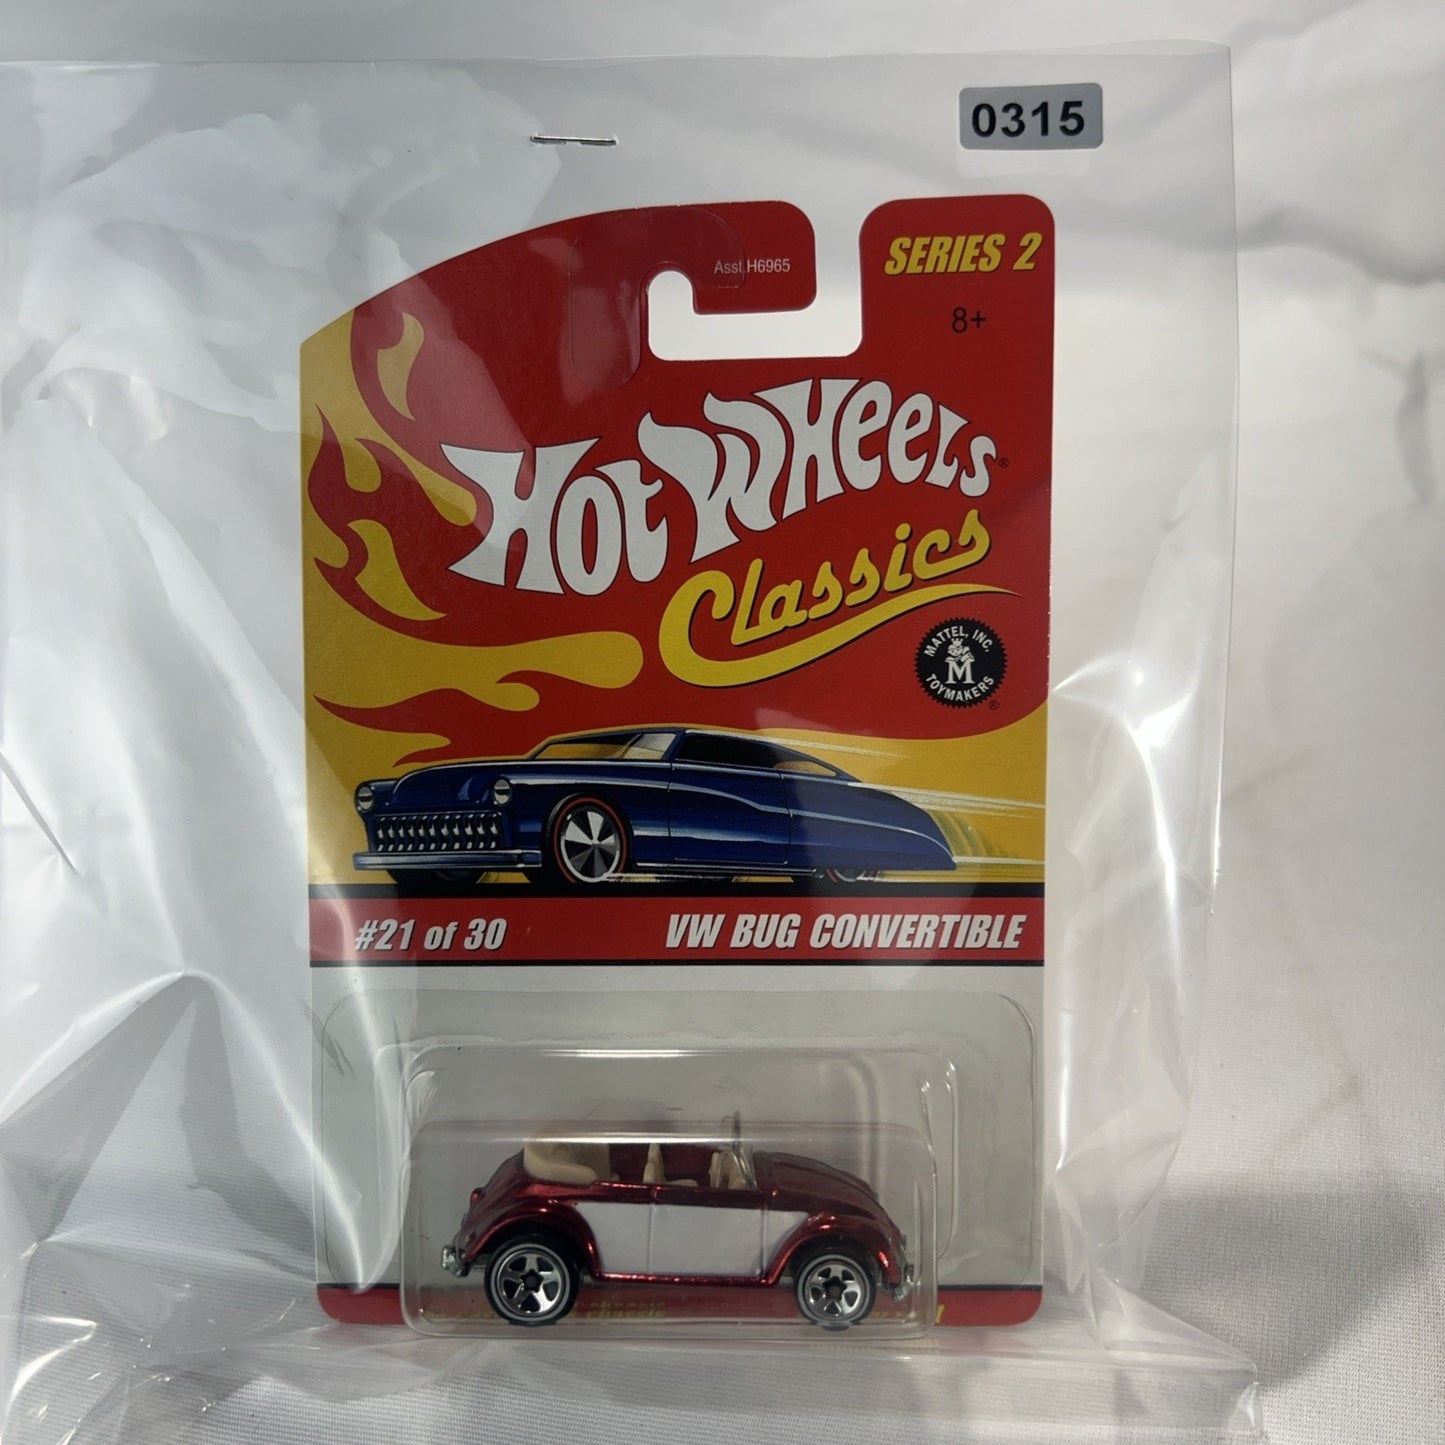 0315
SERIES 2
Asst.H6965
8+
HOT WHEELS®
Classics
MATTEL, INC.
M
TOYMAKERS
®
#21 of 30
VW BUG CONVERTIBLE